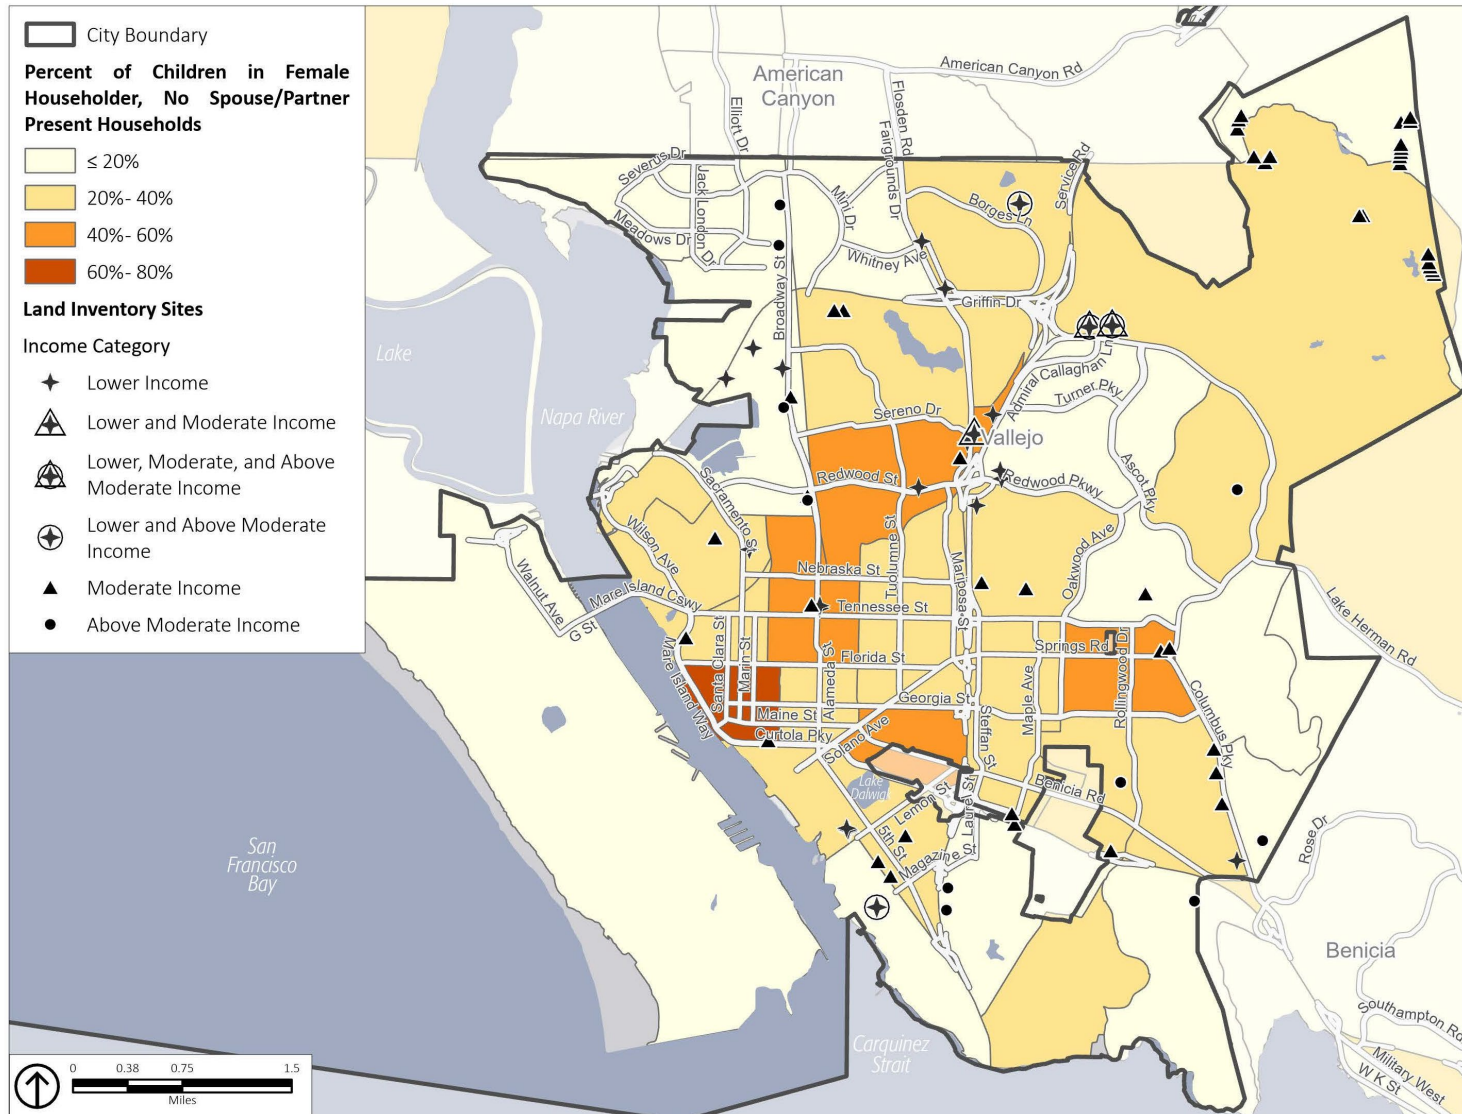 City Boundary
Percent of Children in Female
Householder, No Spouse/Partner
Present Households
≤ 20%
20%- 40%
40%- 60%
60%- 80%
Land Inventory Sites
Income Category
Lower Income
Lower and Moderate Income
Lower, Moderate, and Above
Moderate Income
Lower and Above Moderate
Income
Moderate Income
Above Moderate Income
American
Canyon
American Canyon Rd
Elliott Dr
Flosden Rd
Fairgrounds Dr
Service Rd
Severus Dr
Jack London Dr
Meadows Dr
Mini Dr
Borges Ln
Whitney Ave
Broadway St
Griffin Dr
Lake
Napa River
Admiral Callaghan Ln
Turner Pky
Sereno Dr
Vallejo
Ascot Pky
Redwood St
Redwood Pkwy
Sacramento St
Wilson Ave
Walnut Ave
G St
Mare Island Cswy
Nebraska St
Tuolumne St
Mariposa St
Oakwood Ave
Tennessee St
Lake Herman Rd
Mare Island Way
Santa Clara St
Marin St
Alameda St
Florida St
Springs Rd
Rollingwood Dr
Georgia St
Maine St
Curtola Pky
Solano Ave
Steffan St
Maple Ave
Columbus Pky
Lake
Dalwigk
Lemon St
Laurel St
Benicia Rd
5th St
Magazine St
Rose Dr
San
Francisco
Bay
Benicia
Carquinez
Strait
Southampton Rd
Military West
W K St
0 0.38 0.75 1.5
Miles